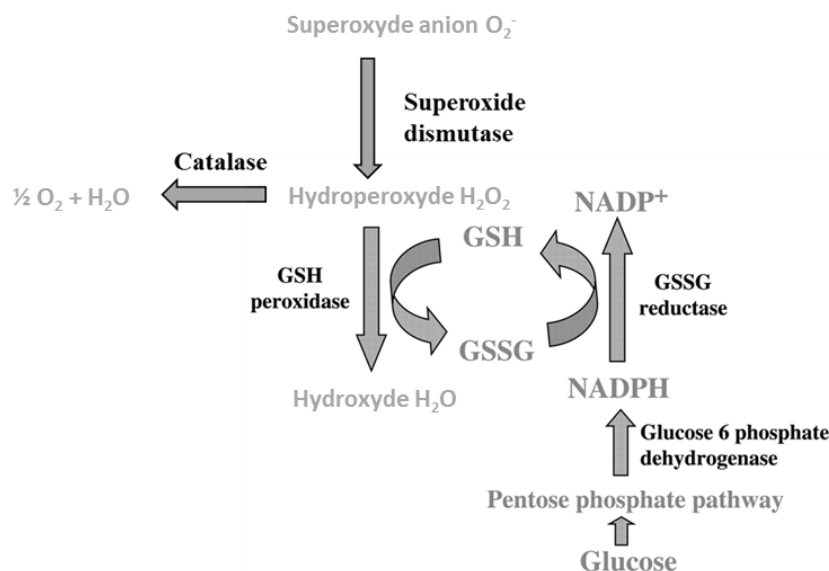 Superoxyde anion O₂⁻
Superoxide
dismutase
Catalase
½ O₂ + H₂O
Hydroperoxyde H₂O₂
NADP⁺
GSH
GSH
peroxidase
GSSG
reductase
GSSG
Hydroxyde H₂O
NADPH
Glucose 6 phosphate
dehydrogenase
Pentose phosphate pathway
Glucose